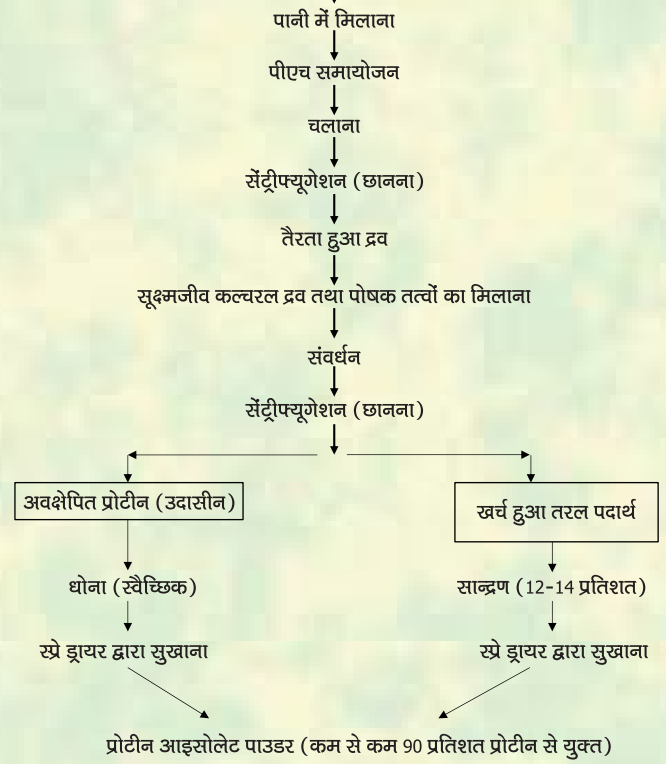 पानी में मिलाना
पीएच समायोजन
चलाना
सेंट्रीफ्यूगेशन (छानना)
तैरता हुआ द्रव
सूक्ष्मजीव कल्चरल द्रव तथा पोषक तत्वों का मिलाना
संवर्धन
सेंट्रीफ्यूगेशन (छानना)
अवक्षेपित प्रोटीन (उदासीन)
खर्च हुआ तरल पदार्थ
धोना (स्वैच्छिक)
सान्द्रण (12-14 प्रतिशत)
स्प्रे ड्रायर द्वारा सुखाना
स्प्रे ड्रायर द्वारा सुखाना
प्रोटीन आइसोलेट पाउडर (कम से कम 90 प्रतिशत प्रोटीन से युक्त)